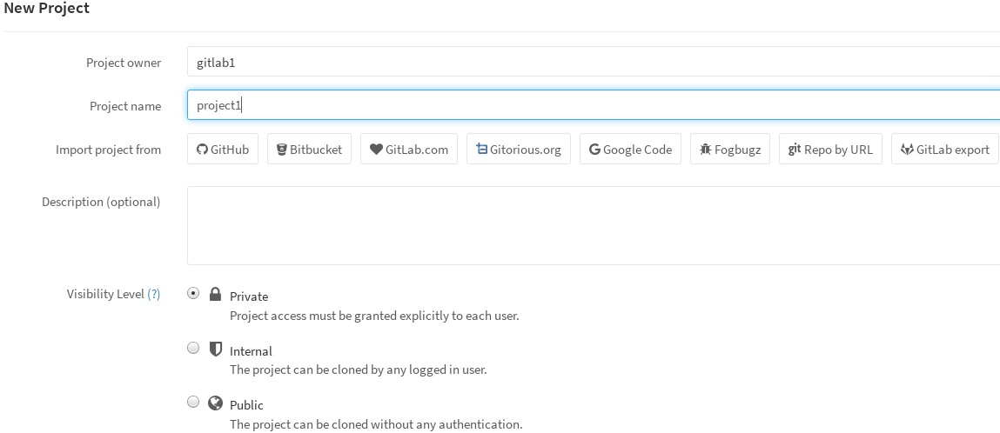 New Project
Project owner gitlab1
Project name project1
Import project from GitHub Bitbucket GitLab.com Gitorious.org Google Code Fogbugz git Repo by URL GitLab export
Description (optional)
Visibility Level (?) Private
Project access must be granted explicitly to each user.
Internal
The project can be cloned by any logged in user.
Public
The project can be cloned without any authentication.